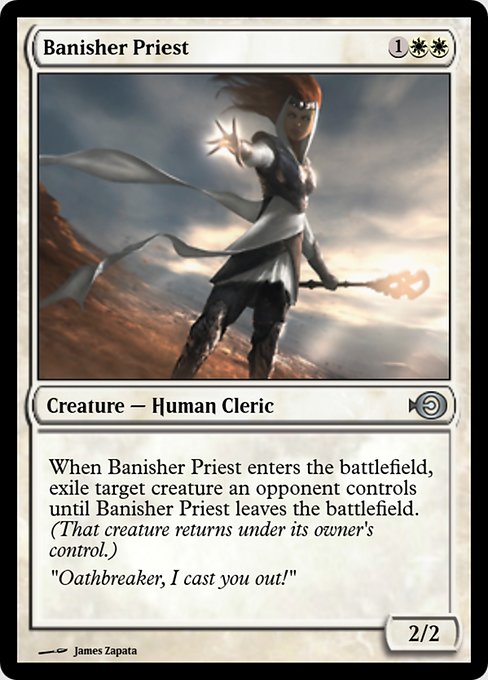 Banisher Priest 1
Creature — Human Cleric
When Banisher Priest enters the battlefield,
exile target creature an opponent controls
until Banisher Priest leaves the battlefield.
(That creature returns under its owner's
control.)
"Oathbreaker, I cast you out!"
2/2
James Zapata